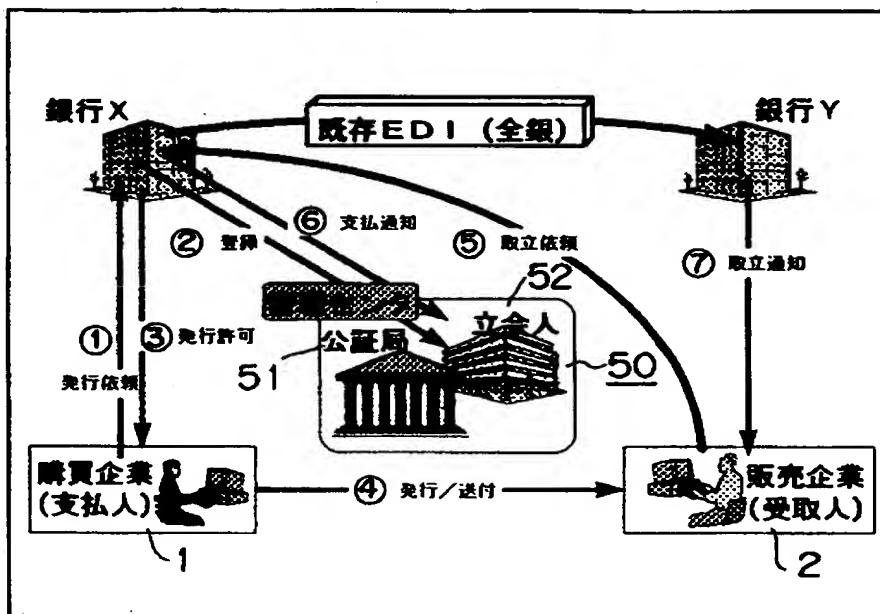 銀行X
既存EDI (全銀)
銀行Y
⑥ 支払通知
② 登録
⑤ 取立依頼
⑦ 取立通知
52
立会人
公証局
51
50
①
③ 発行許可
発行依頼
購買企業
(支払人)
④ 発行/送付
販売企業
(受取人)
1
2